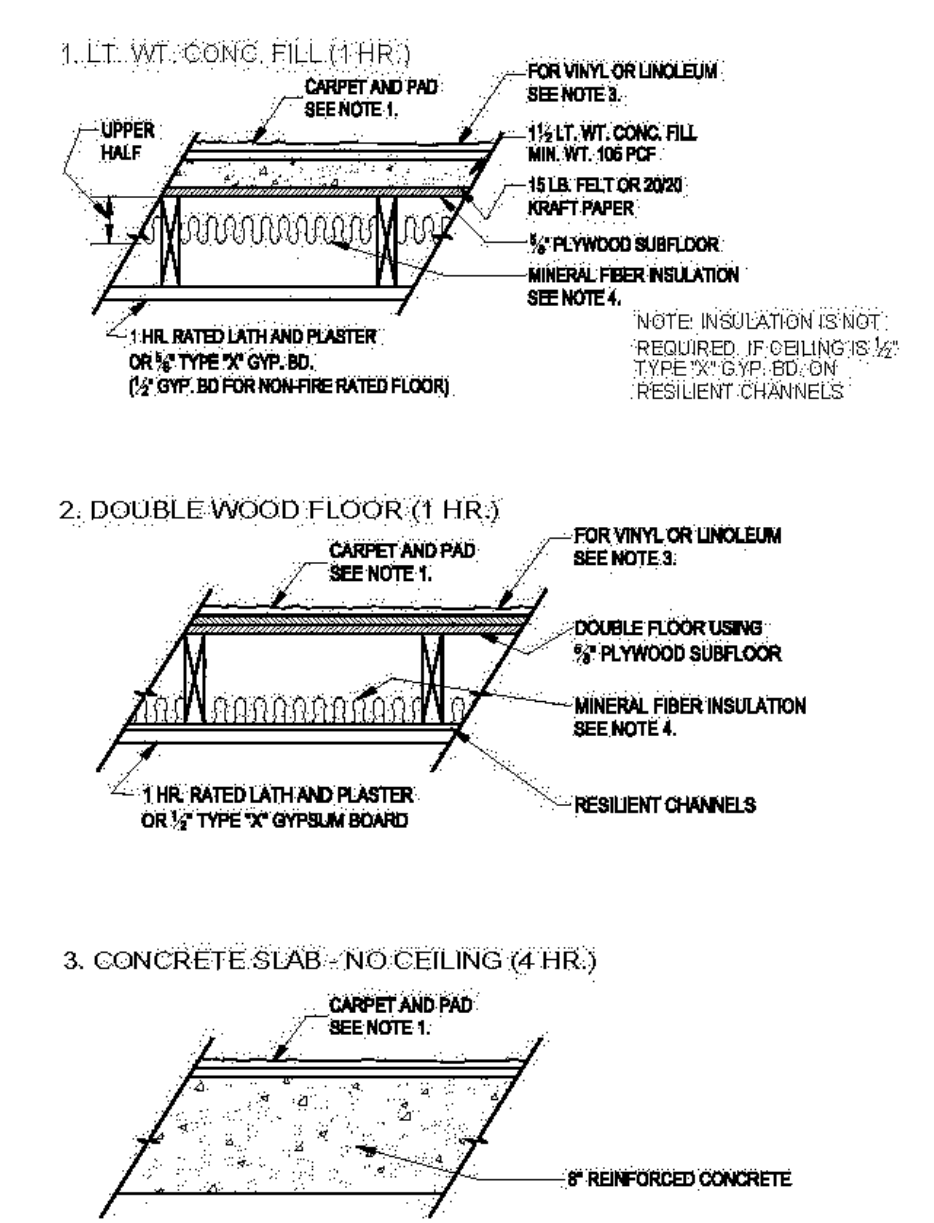 1. LT. WT. CONC. FILL (1 HR.)
CARPET AND PAD
SEE NOTE 1.
FOR VINYL OR LINOLEUM
SEE NOTE 3.
UPPER
HALF
1½ LT. WT. CONC. FILL
MIN. WT. 105 PCF
15 LB. FELT OR 20/20
KRAFT PAPER
⅝" PLYWOOD SUBFLOOR
MINERAL FIBER INSULATION
SEE NOTE 4.
1 HR. RATED LATH AND PLASTER
OR ⅝" TYPE "X" GYP. BD.
(½" GYP. BD FOR NON-FIRE RATED FLOOR)
NOTE: INSULATION IS NOT
REQUIRED IF CEILING IS ½"
TYPE "X" GYP. BD. ON
RESILIENT CHANNELS
2. DOUBLE WOOD FLOOR (1 HR.)
CARPET AND PAD
SEE NOTE 1.
FOR VINYL OR LINOLEUM
SEE NOTE 3.
DOUBLE FLOOR USING
⅝" PLYWOOD SUBFLOOR
MINERAL FIBER INSULATION
SEE NOTE 4.
1 HR. RATED LATH AND PLASTER
OR ½" TYPE "X" GYPSUM BOARD
RESILIENT CHANNELS
3. CONCRETE SLAB - NO CEILING (4 HR.)
CARPET AND PAD
SEE NOTE 1.
8" REINFORCED CONCRETE